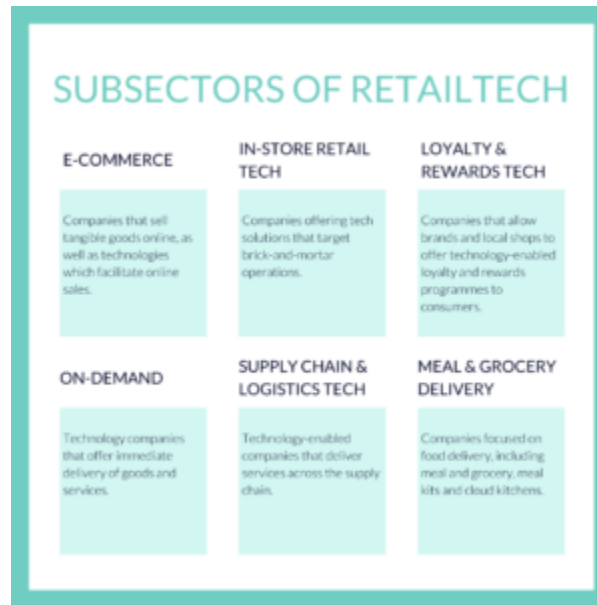 SUBSECTORS OF RETAILTECH
E-COMMERCE
Companies that sell
tangible goods online, as
well as technologies
which facilitate online
sales.
IN-STORE RETAIL
TECH
Companies offering tech
solutions that target
brick-and-mortar
operations.
LOYALTY &
REWARDS TECH
Companies that allow
brands and local shops to
offer technology-enabled
loyalty and rewards
programmes to
consumers.
ON-DEMAND
Technology companies
that offer immediate
delivery of goods and
services.
SUPPLY CHAIN &
LOGISTICS TECH
Technology-enabled
companies that deliver
services across the supply
chain.
MEAL & GROCERY
DELIVERY
Companies focused on
food delivery, including
meal and grocery, meal
kits and cloud kitchens.